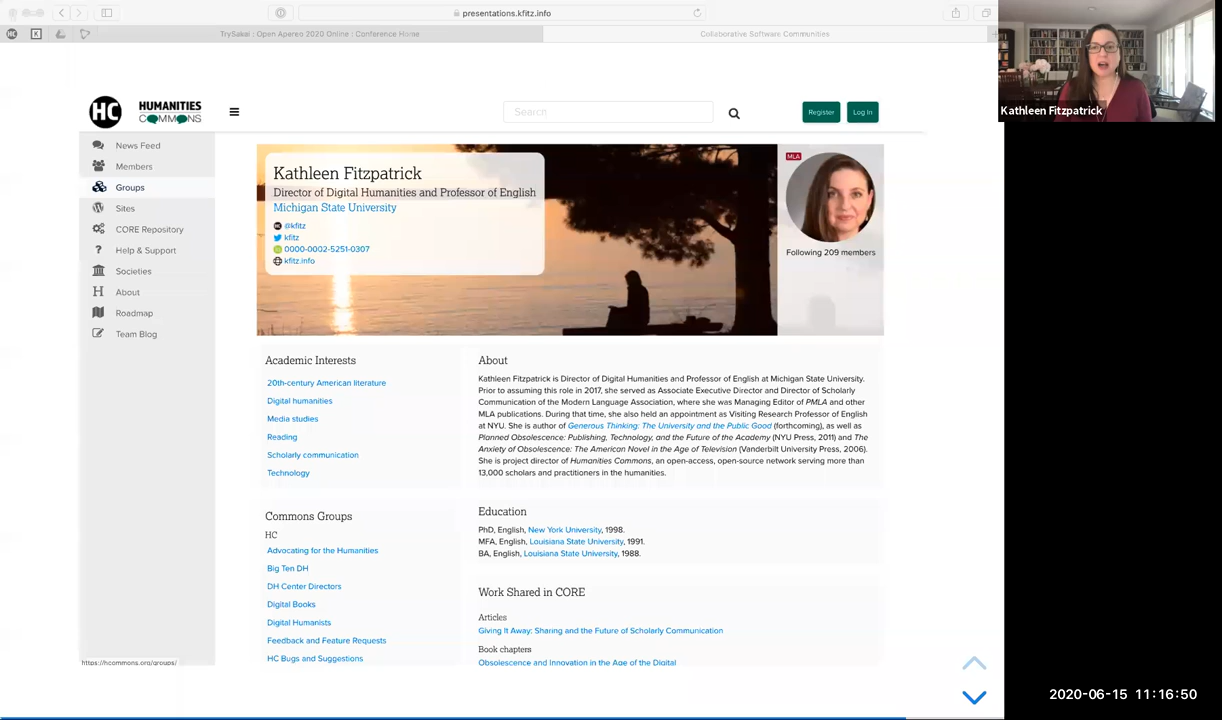 presentations.kfitz.info
TrySakai : Open Apereo 2020 Online : Conference Home
Collaborative Software Communities
Kathleen Fitzpatrick
HC
HUMANITIES
COMMONS
Search
Register
Log In
News Feed
Members
Groups
Sites
CORE Repository
Help & Support
Societies
About
Roadmap
Team Blog
Kathleen Fitzpatrick
Director of Digital Humanities and Professor of English
Michigan State University
@kfitz
kfitz
0000-0002-5251-0307
kfitz.info
MLA
Following 209 members
Academic Interests
20th-century American literature
Digital humanities
Media studies
Reading
Scholarly communication
Technology
About
Kathleen Fitzpatrick is Director of Digital Humanities and Professor of English at Michigan State University.
Prior to assuming this role in 2017, she served as Associate Executive Director and Director of Scholarly
Communication of the Modern Language Association, where she was Managing Editor of PMLA and other
MLA publications. During that time, she also held an appointment as Visiting Research Professor of English
at NYU. She is author of Generous Thinking: The University and the Public Good (forthcoming), as well as
Planned Obsolescence: Publishing, Technology, and the Future of the Academy (NYU Press, 2011) and The
Anxiety of Obsolescence: The American Novel in the Age of Television (Vanderbilt University Press, 2006).
She is project director of Humanities Commons, an open-access, open-source network serving more than
13,000 scholars and practitioners in the humanities.
Commons Groups
HC
Advocating for the Humanities
Big Ten DH
DH Center Directors
Digital Books
Digital Humanists
Feedback and Feature Requests
HC Bugs and Suggestions
Education
PhD, English, New York University, 1998.
MFA, English, Louisiana State University, 1991.
BA, English, Louisiana State University, 1988.
Work Shared in CORE
Articles
Giving It Away: Sharing and the Future of Scholarly Communication
Book chapters
Obsolescence and Innovation in the Age of the Digital
https://hcommons.org/groups/
2020-06-15 11:16:50